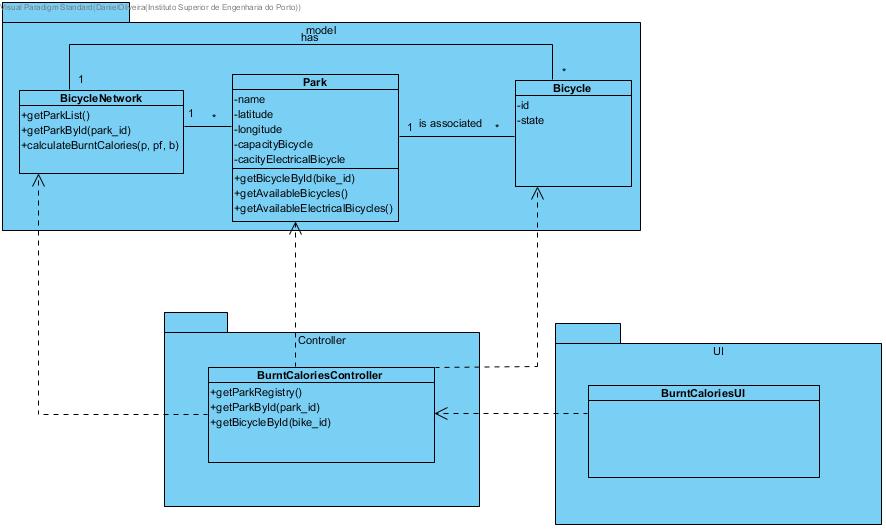 Visual Paradigm Standard(DanielOliveira(Instituto Superior de Engenharia do Porto))
model
has
1
*
BicycleNetwork
+getParkList()
+getParkById(park_id)
+calculateBurntCalories(p, pf, b)
1
*
Park
-name
-latitude
-longitude
-capacityBicycle
-cacityElectricalBicycle
+getBicycleById(bike_id)
+getAvailableBicycles()
+getAvailableElectricalBicycles()
1
is associated
*
Bicycle
-id
-state
Controller
BurntCaloriesController
+getParkRegistry()
+getParkById(park_id)
+getBicycleById(bike_id)
UI
BurntCaloriesUI